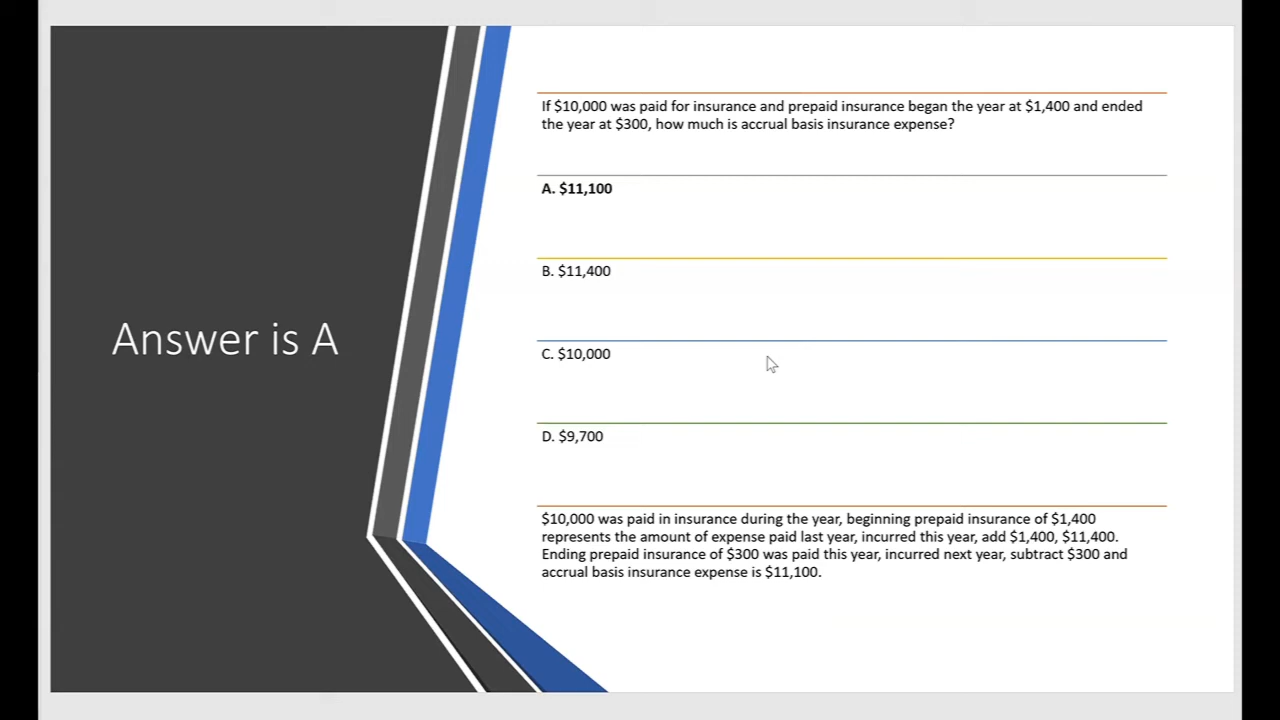 Answer is A
If $10,000 was paid for insurance and prepaid insurance began the year at $1,400 and ended
the year at $300, how much is accrual basis insurance expense?
A. $11,100
B. $11,400
C. $10,000
D. $9,700
$10,000 was paid in insurance during the year, beginning prepaid insurance of $1,400
represents the amount of expense paid last year, incurred this year, add $1,400, $11,400.
Ending prepaid insurance of $300 was paid this year, incurred next year, subtract $300 and
accrual basis insurance expense is $11,100.